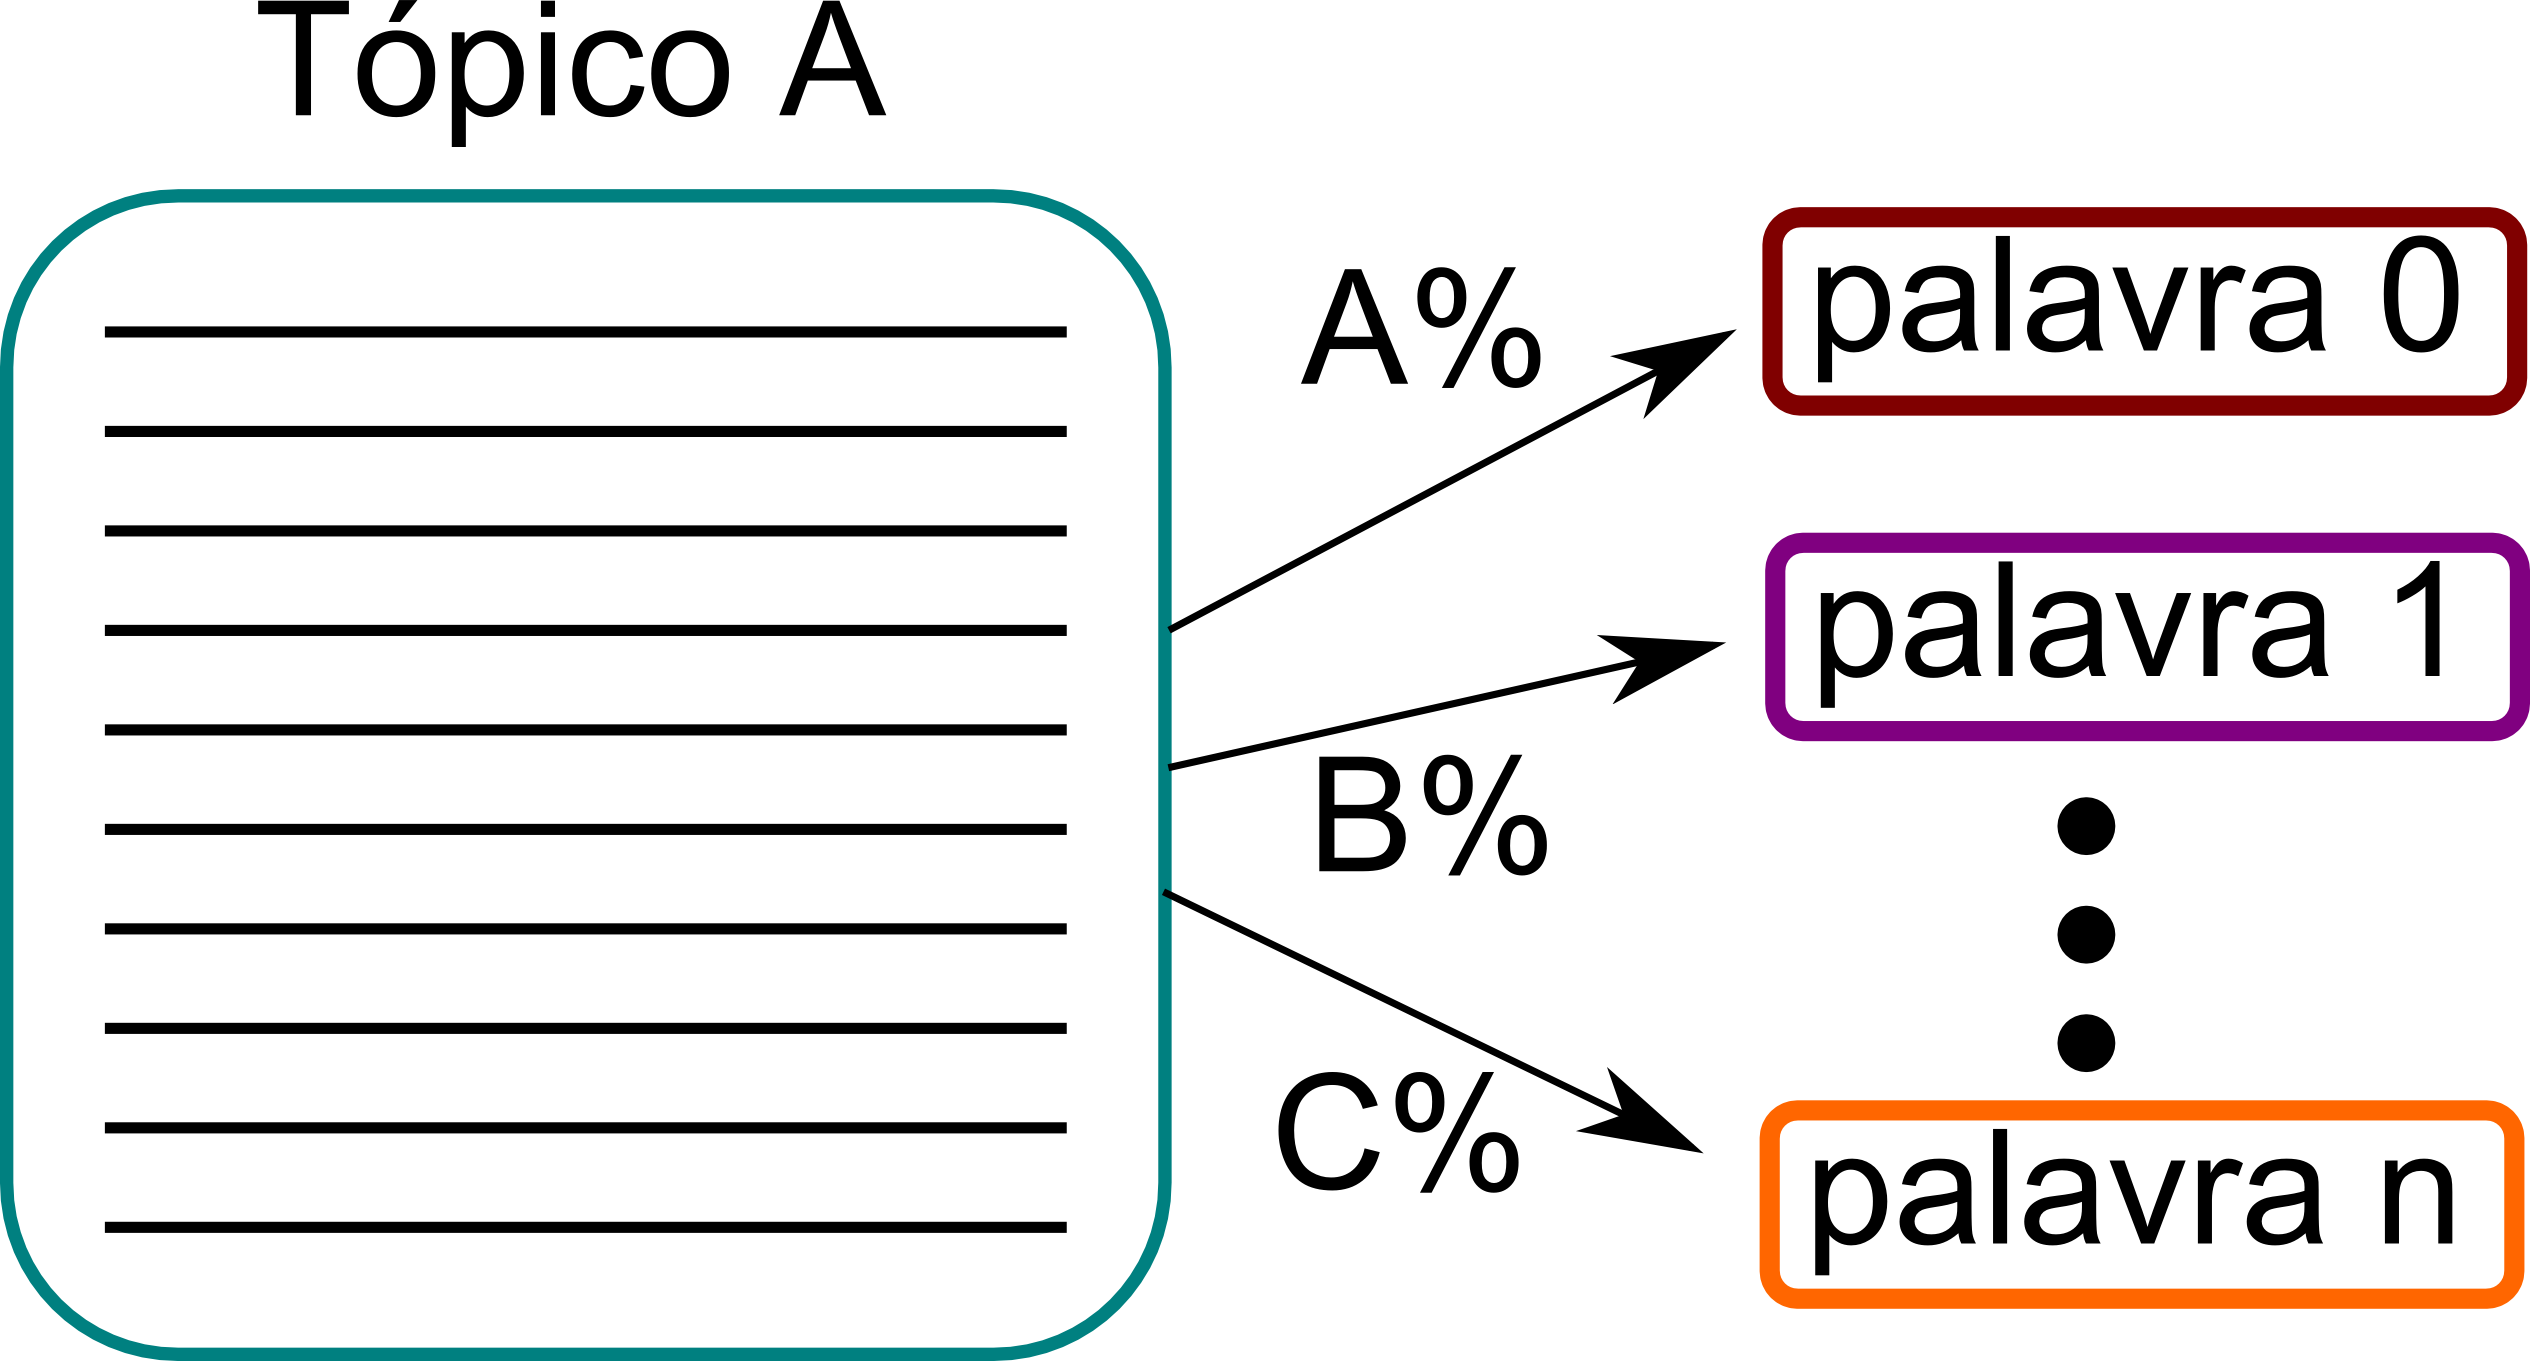 Tópico A
A%
palavra 0
B%
palavra 1
C%
palavra n